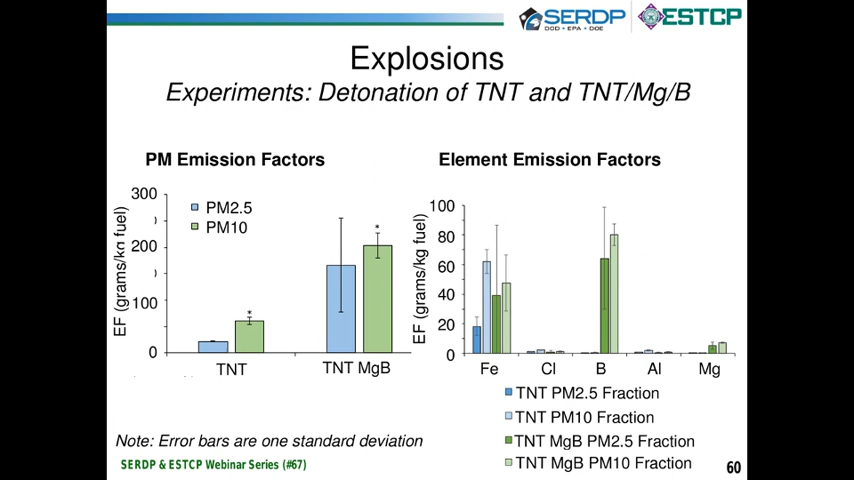 SERDP
DOD • EPA • DOE
ESTCP
Explosions
Experiments: Detonation of TNT and TNT/Mg/B
PM Emission Factors
Element Emission Factors
EF (grams/kg fuel)
300
200
100
0
PM2.5
PM10
*
*
TNT
TNT MgB
EF (grams/kg fuel)
100
80
60
40
20
0
Fe
Cl
B
Al
Mg
TNT PM2.5 Fraction
TNT PM10 Fraction
TNT MgB PM2.5 Fraction
TNT MgB PM10 Fraction
Note: Error bars are one standard deviation
SERDP & ESTCP Webinar Series (#67)
60